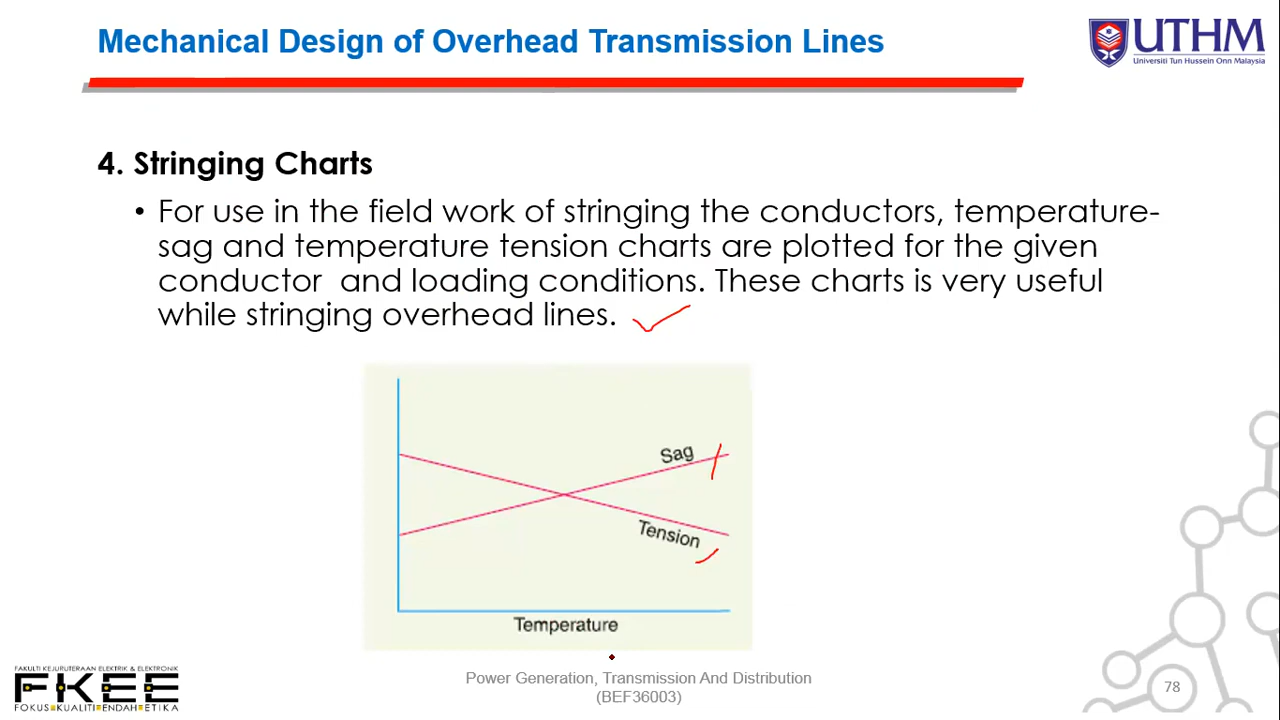 Mechanical Design of Overhead Transmission Lines
UTHM
Universiti Tun Hussein Onn Malaysia
4. Stringing Charts
• For use in the field work of stringing the conductors, temperature-
sag and temperature tension charts are plotted for the given
conductor and loading conditions. These charts is very useful
while stringing overhead lines.
Sag
Tension
Temperature
FAKULTI KEJURUTERAAN ELEKTRIK & ELEKTRONIK
FKEE
FOKUS KUALITI ENDAH ETIKA
Power Generation, Transmission And Distribution
(BEF36003)
78